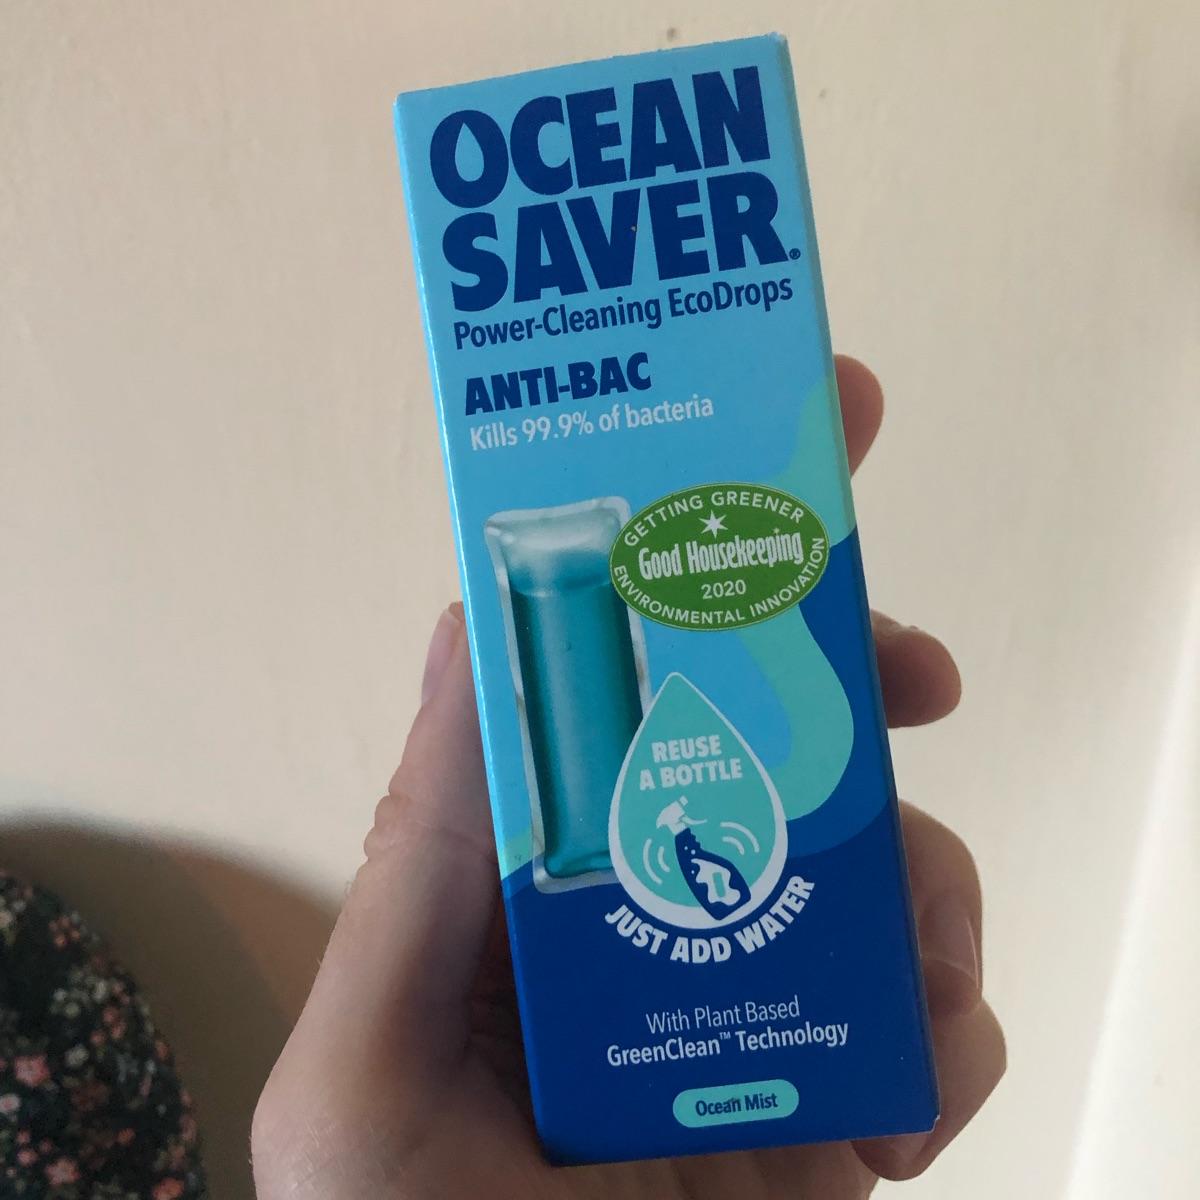 OCEAN
SAVER®
Power-Cleaning EcoDrops
ANTI-BAC
Kills 99.9% of bacteria
GETTING GREENER
Good Housekeeping
2020
ENVIRONMENTAL INNOVATION
REUSE
A BOTTLE
JUST ADD WATER
With Plant Based
GreenClean™ Technology
Ocean Mist